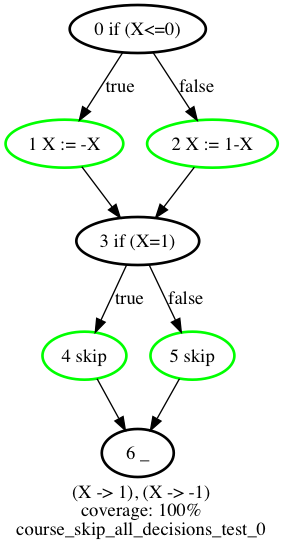 0 if (X<=0)
true
false
1 X := -X
2 X := 1-X
3 if (X=1)
true
false
4 skip
5 skip
6 _
(X -> 1), (X -> -1)
coverage: 100%
course_skip_all_decisions_test_0